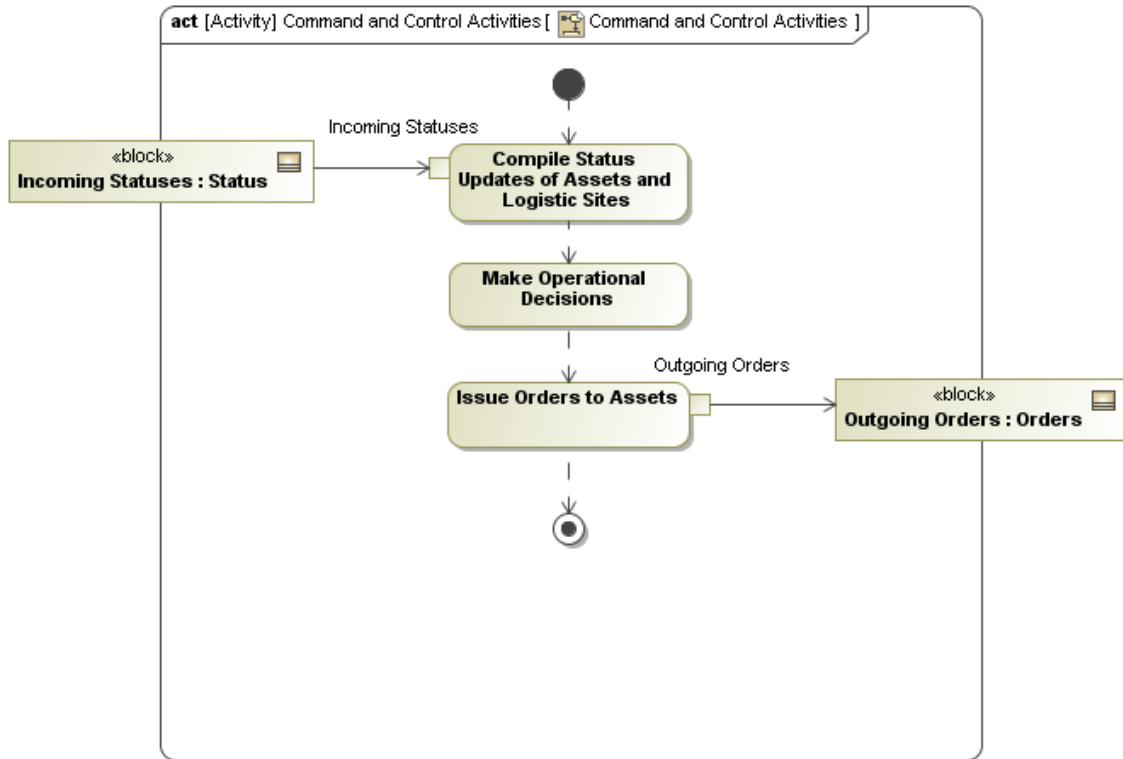 act [Activity] Command and Control Activities [ Command and Control Activities ]
Incoming Statuses
«block»
Incoming Statuses : Status
Compile Status
Updates of Assets and
Logistic Sites
Make Operational
Decisions
Outgoing Orders
Issue Orders to Assets
«block»
Outgoing Orders : Orders